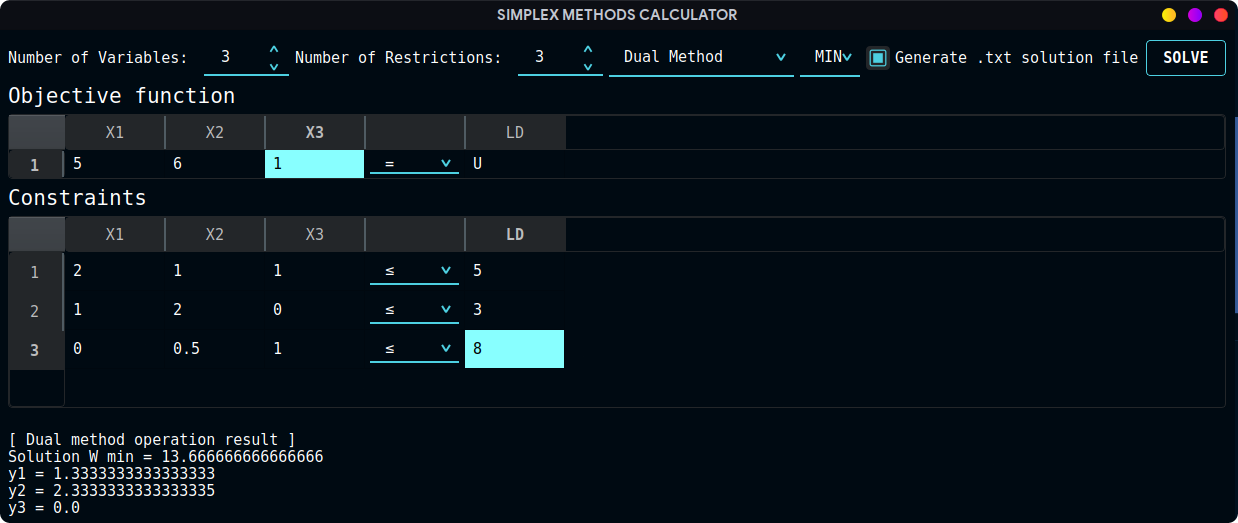 SIMPLEX METHODS CALCULATOR
Number of Variables: 3 Number of Restrictions: 3 Dual Method MIN Generate .txt solution file SOLVE
Objective function
X1 X2 X3 LD
1 5 6 1 = U
Constraints
X1 X2 X3 LD
1 2 1 1 ≤ 5
2 1 2 0 ≤ 3
3 0 0.5 1 ≤ 8
[ Dual method operation result ]
Solution W min = 13.666666666666666
y1 = 1.3333333333333333
y2 = 2.3333333333333335
y3 = 0.0